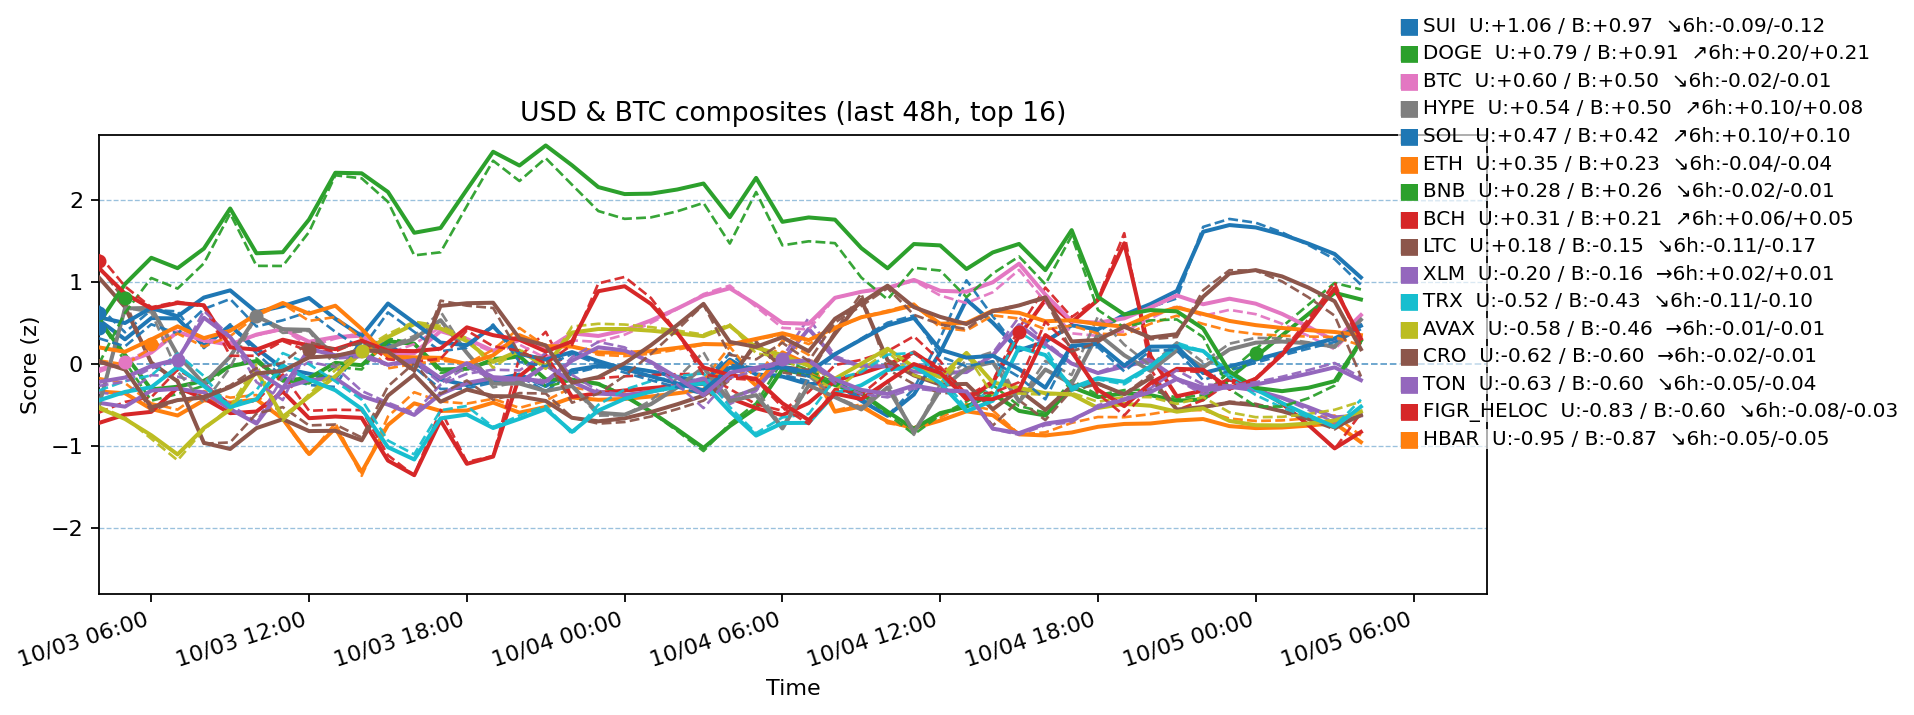 SUI  U:+1.06 / B:+0.97  ↘6h:-0.09/-0.12
DOGE  U:+0.79 / B:+0.91  ↗6h:+0.20/+0.21
BTC  U:+0.60 / B:+0.50  ↘6h:-0.02/-0.01
HYPE  U:+0.54 / B:+0.50  ↗6h:+0.10/+0.08
SOL  U:+0.47 / B:+0.42  ↗6h:+0.10/+0.10
ETH  U:+0.35 / B:+0.23  ↘6h:-0.04/-0.04
BNB  U:+0.28 / B:+0.26  ↘6h:-0.02/-0.01
BCH  U:+0.31 / B:+0.21  ↗6h:+0.06/+0.05
LTC  U:+0.18 / B:-0.15  ↘6h:-0.11/-0.17
XLM  U:-0.20 / B:-0.16  →6h:+0.02/+0.01
TRX  U:-0.52 / B:-0.43  ↘6h:-0.11/-0.10
AVAX  U:-0.58 / B:-0.46  →6h:-0.01/-0.01
CRO  U:-0.62 / B:-0.60  →6h:-0.02/-0.01
TON  U:-0.63 / B:-0.60  ↘6h:-0.05/-0.04
FIGR_HELOC  U:-0.83 / B:-0.60  ↘6h:-0.08/-0.03
HBAR  U:-0.95 / B:-0.87  ↘6h:-0.05/-0.05
USD & BTC composites (last 48h, top 16)
Score (z)
2
1
0
−1
−2
10/03 06:00
10/03 12:00
10/03 18:00
10/04 00:00
10/04 06:00
10/04 12:00
10/04 18:00
10/05 00:00
10/05 06:00
Time